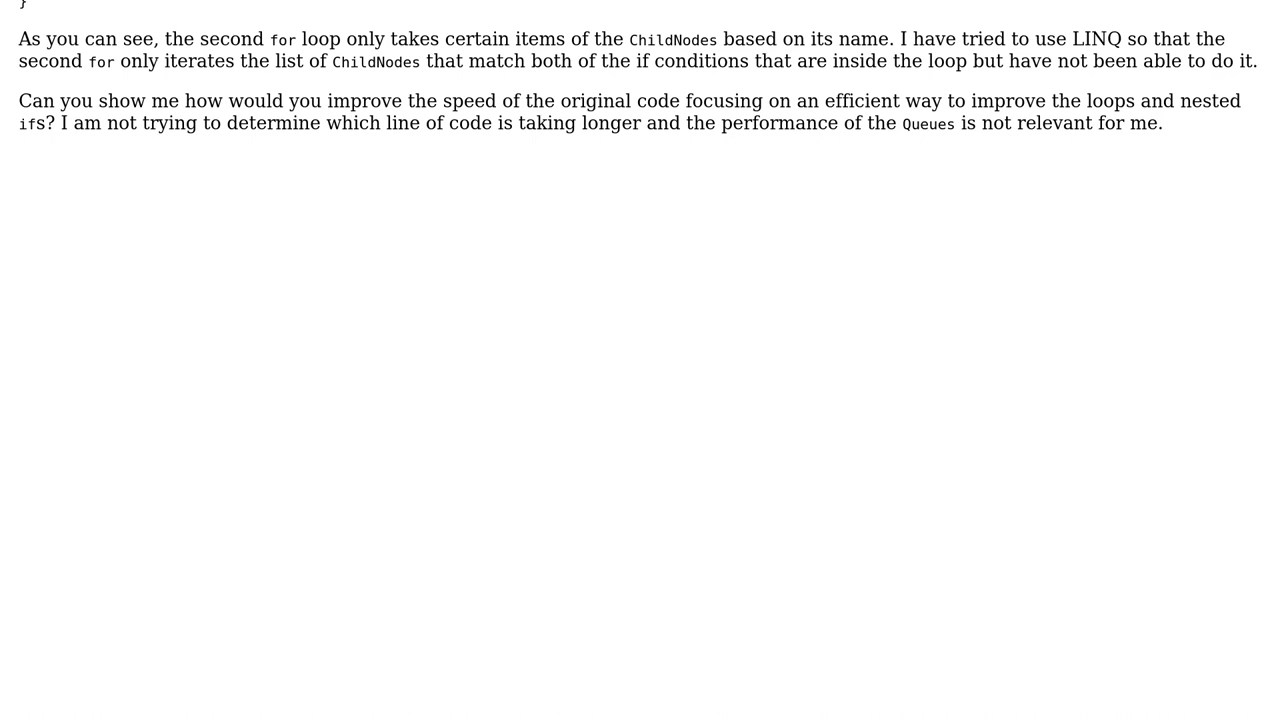 }
As you can see, the second for loop only takes certain items of the ChildNodes based on its name. I have tried to use LINQ so that the
second for only iterates the list of ChildNodes that match both of the if conditions that are inside the loop but have not been able to do it.
Can you show me how would you improve the speed of the original code focusing on an efficient way to improve the loops and nested
ifs? I am not trying to determine which line of code is taking longer and the performance of the Queues is not relevant for me.